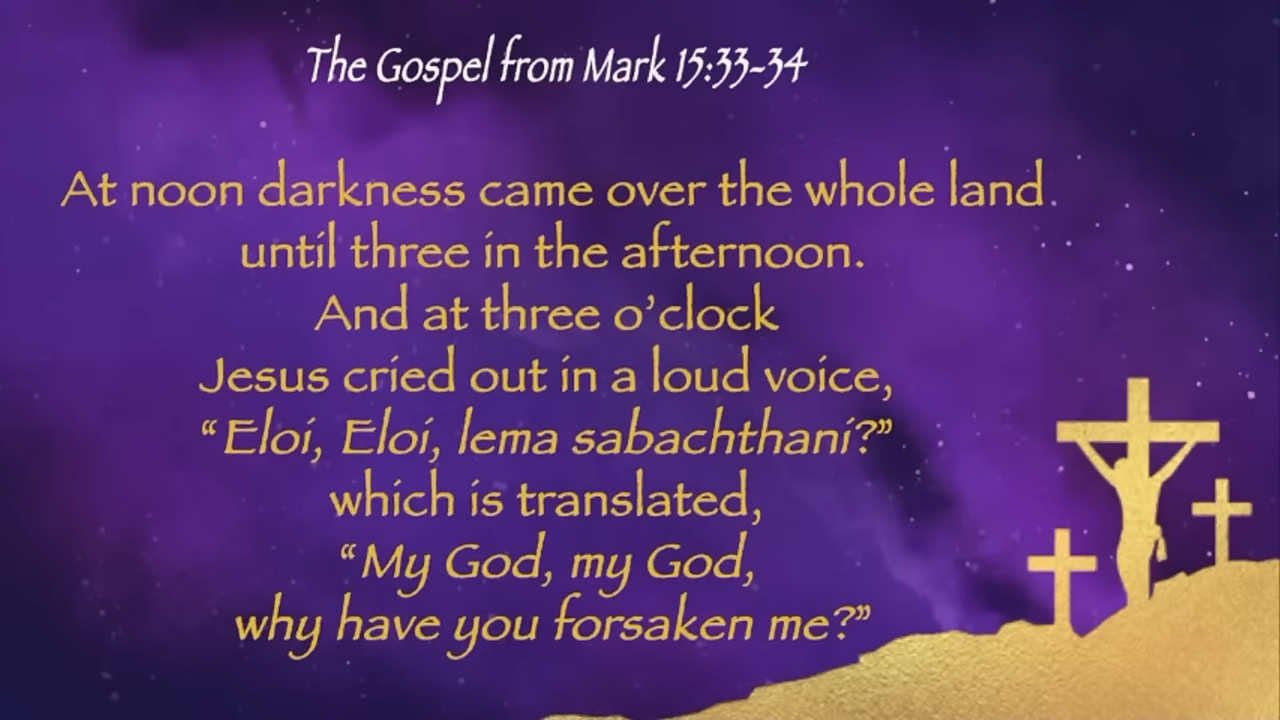 The Gospel from Mark 15:33-34
At noon darkness came over the whole land
until three in the afternoon.
And at three o’clock
Jesus cried out in a loud voice,
“Eloi, Eloi, lema sabachthani?”
which is translated,
“My God, my God,
why have you forsaken me?”